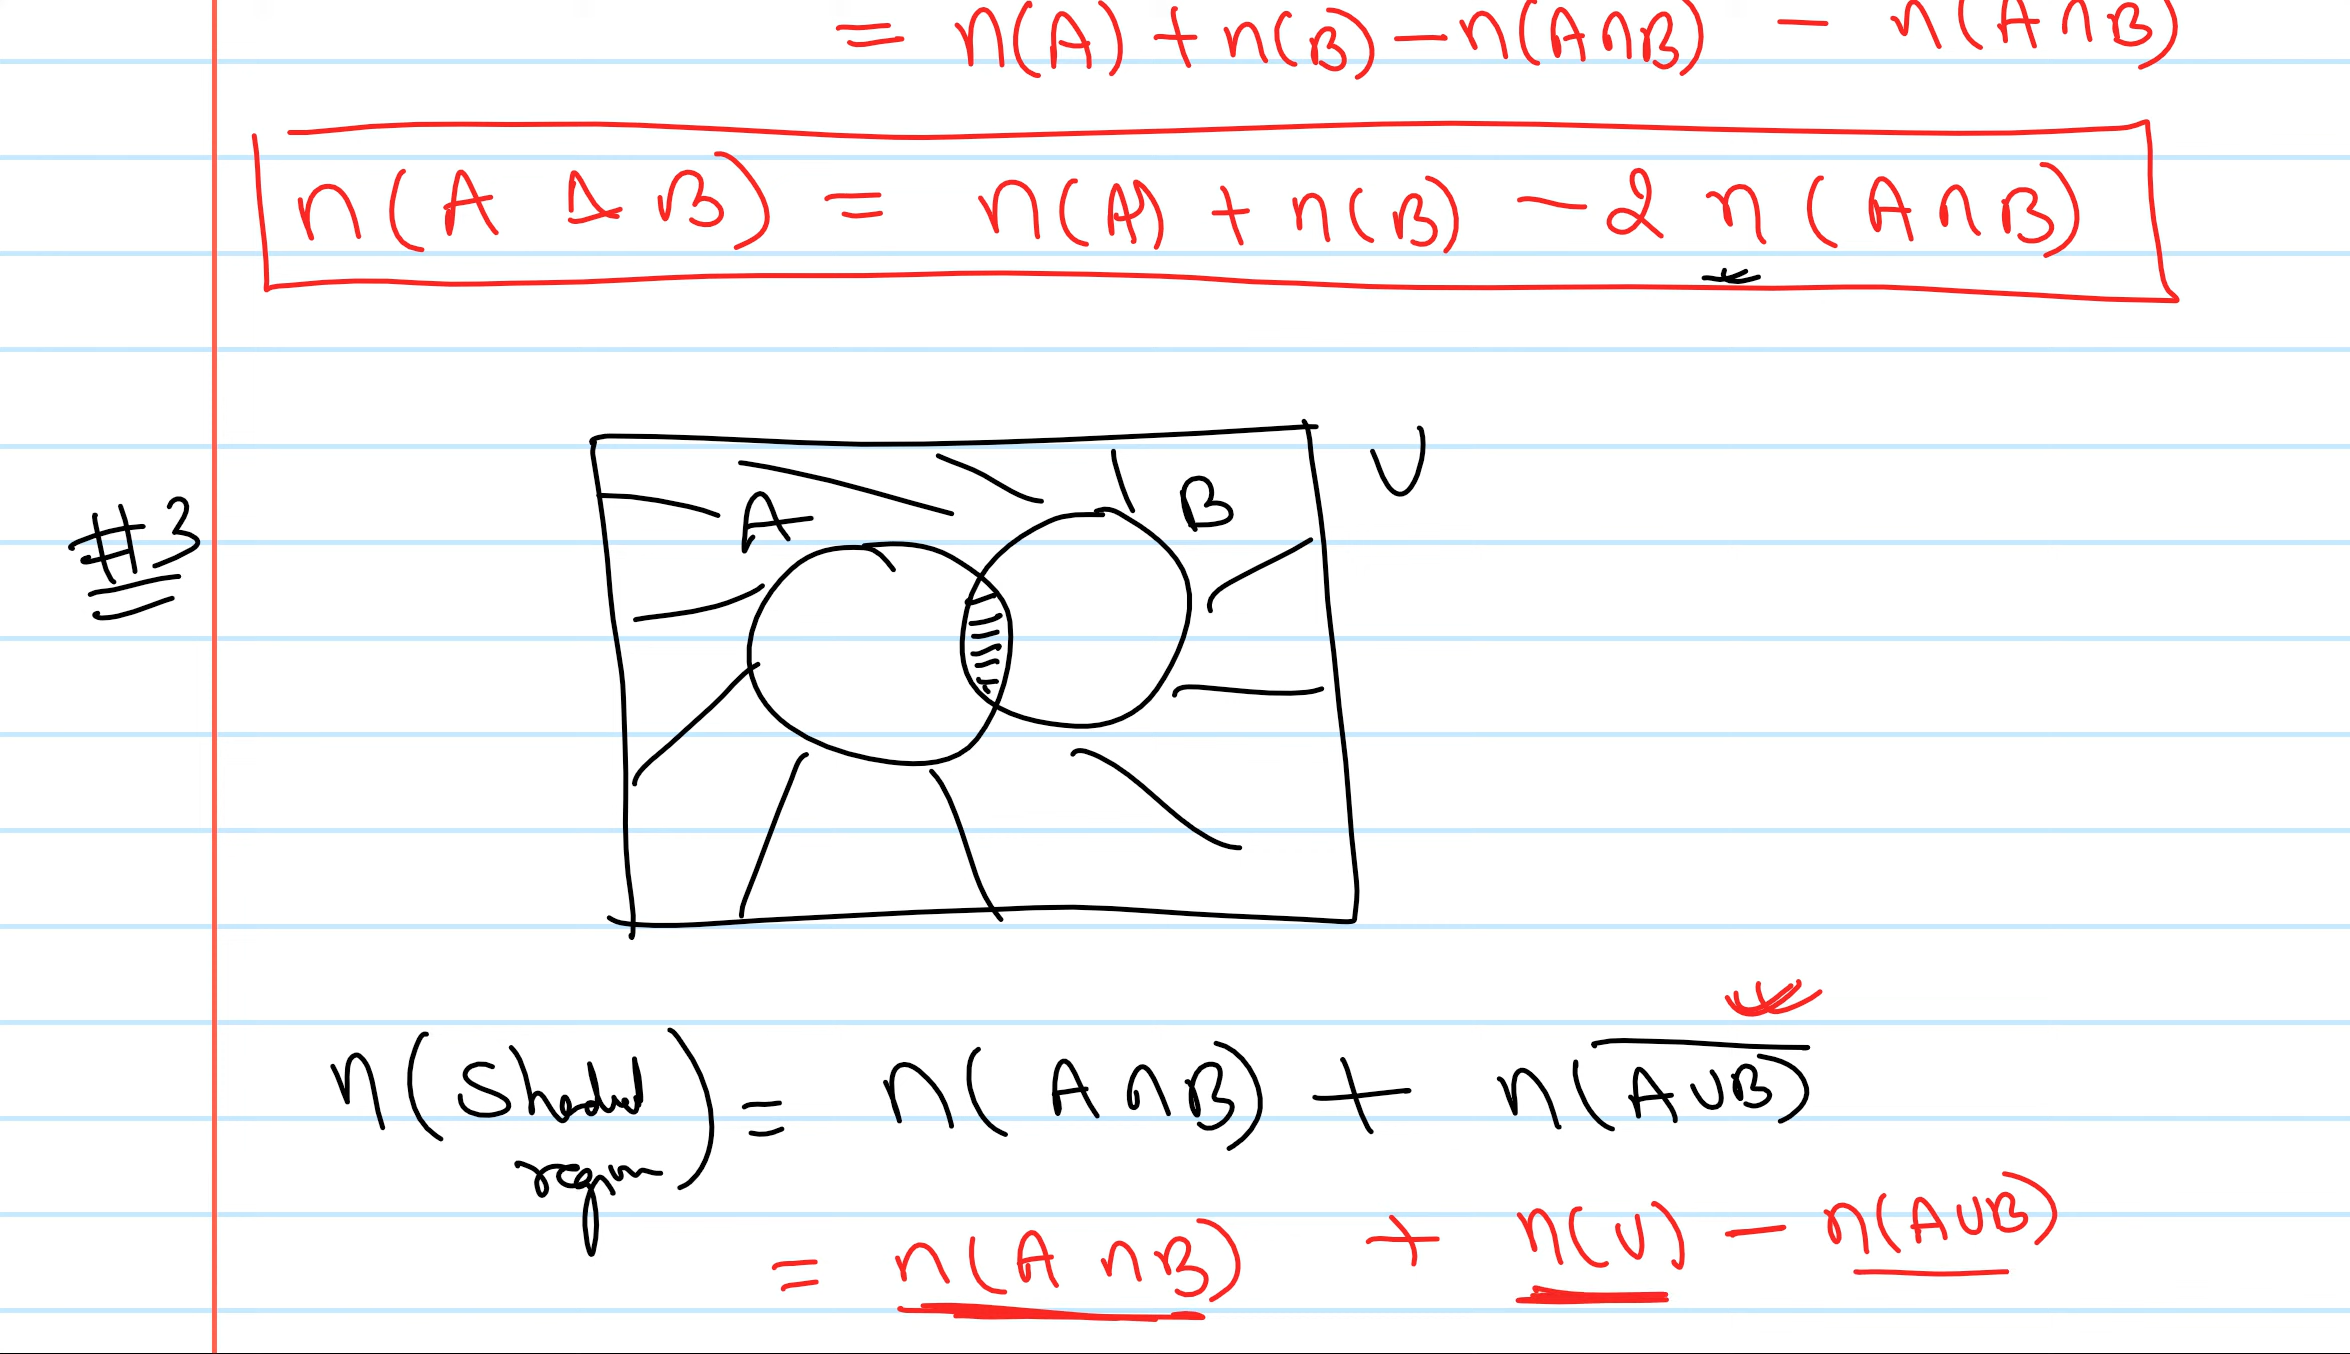 = n(A) + n(B) - n(A∩B) - n(A∩B)
n(A Δ B) = n(A) + n(B) - 2 n(A∩B)
#3
A
B
U
n(Shaded region) = n(A∩B) + n(A̅∪̅B̅)
= n(A∩B) + n(U) - n(A∪B)